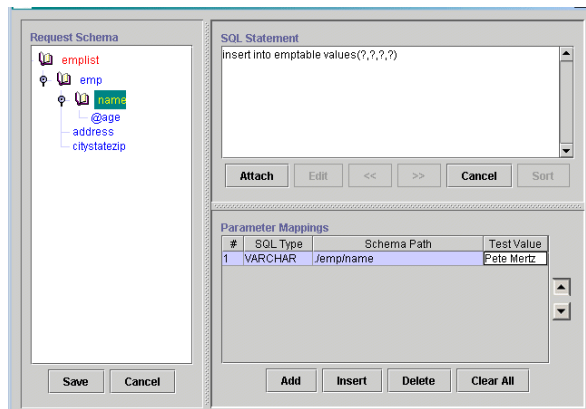 Request Schema
emplist
emp
name
@age
address
citystatezip
Save Cancel
SQL Statement
insert into emptable values(?,?,?,?)
Attach Edit << >> Cancel Sort
Parameter Mappings
# SQL Type Schema Path Test Value
1 VARCHAR ./emp/name Pete Mertz
Add Insert Delete Clear All